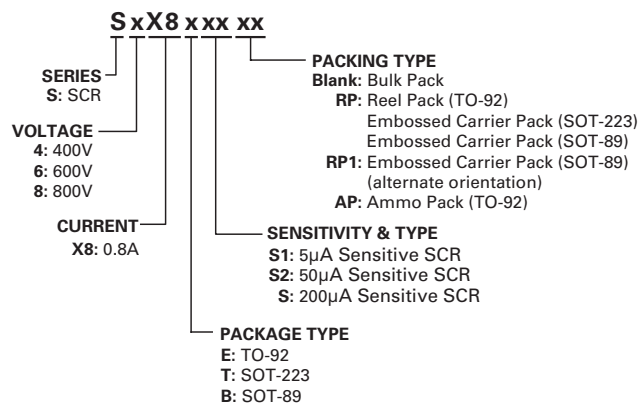 S x X8 x xx xx
PACKING TYPE
Blank: Bulk Pack
RP: Reel Pack (TO-92)
Embossed Carrier Pack (SOT-223)
Embossed Carrier Pack (SOT-89)
RP1: Embossed Carrier Pack (SOT-89)
(alternate orientation)
AP: Ammo Pack (TO-92)
SERIES
S: SCR
VOLTAGE
4: 400V
6: 600V
8: 800V
CURRENT
X8: 0.8A
SENSITIVITY & TYPE
S1: 5µA Sensitive SCR
S2: 50µA Sensitive SCR
S: 200µA Sensitive SCR
PACKAGE TYPE
E: TO-92
T: SOT-223
B: SOT-89